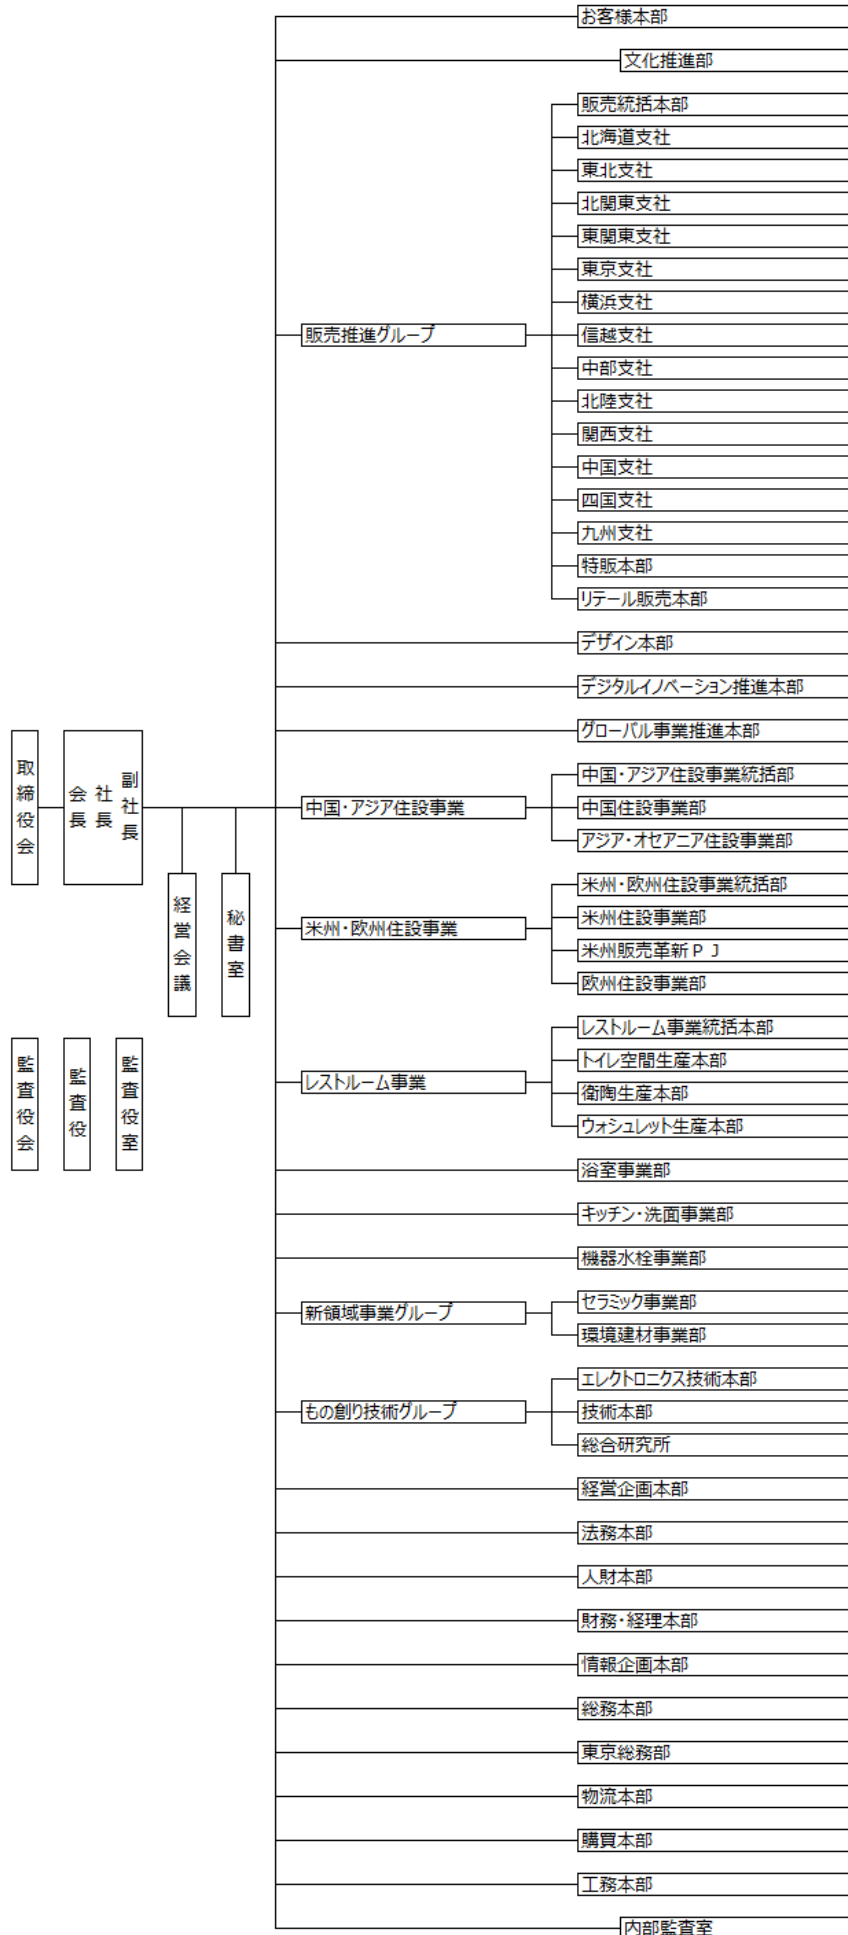 お客様本部
文化推進部
販売推進グループ
販売統括本部
北海道支社
東北支社
北関東支社
東関東支社
東京支社
横浜支社
信越支社
中部支社
北陸支社
関西支社
中国支社
四国支社
九州支社
特販本部
リテール販売本部
デザイン本部
デジタルイノベーション推進本部
グローバル事業推進本部
取締役会
会長
社長
副社長
経営会議
秘書室
監査役会
監査役
監査役室
中国・アジア住設事業
中国・アジア住設事業統括部
中国住設事業部
アジア・オセアニア住設事業部
米州・欧州住設事業
米州・欧州住設事業統括部
米州住設事業部
米州販売革新ＰＪ
欧州住設事業部
レストルーム事業
レストルーム事業統括本部
トイレ空間生産本部
衛陶生産本部
ウォシュレット生産本部
浴室事業部
キッチン・洗面事業部
機器水栓事業部
新領域事業グループ
セラミック事業部
環境建材事業部
もの創り技術グループ
エレクトロニクス技術本部
技術本部
総合研究所
経営企画本部
法務本部
人財本部
財務・経理本部
情報企画本部
総務本部
東京総務部
物流本部
購買本部
工務本部
内部監査室